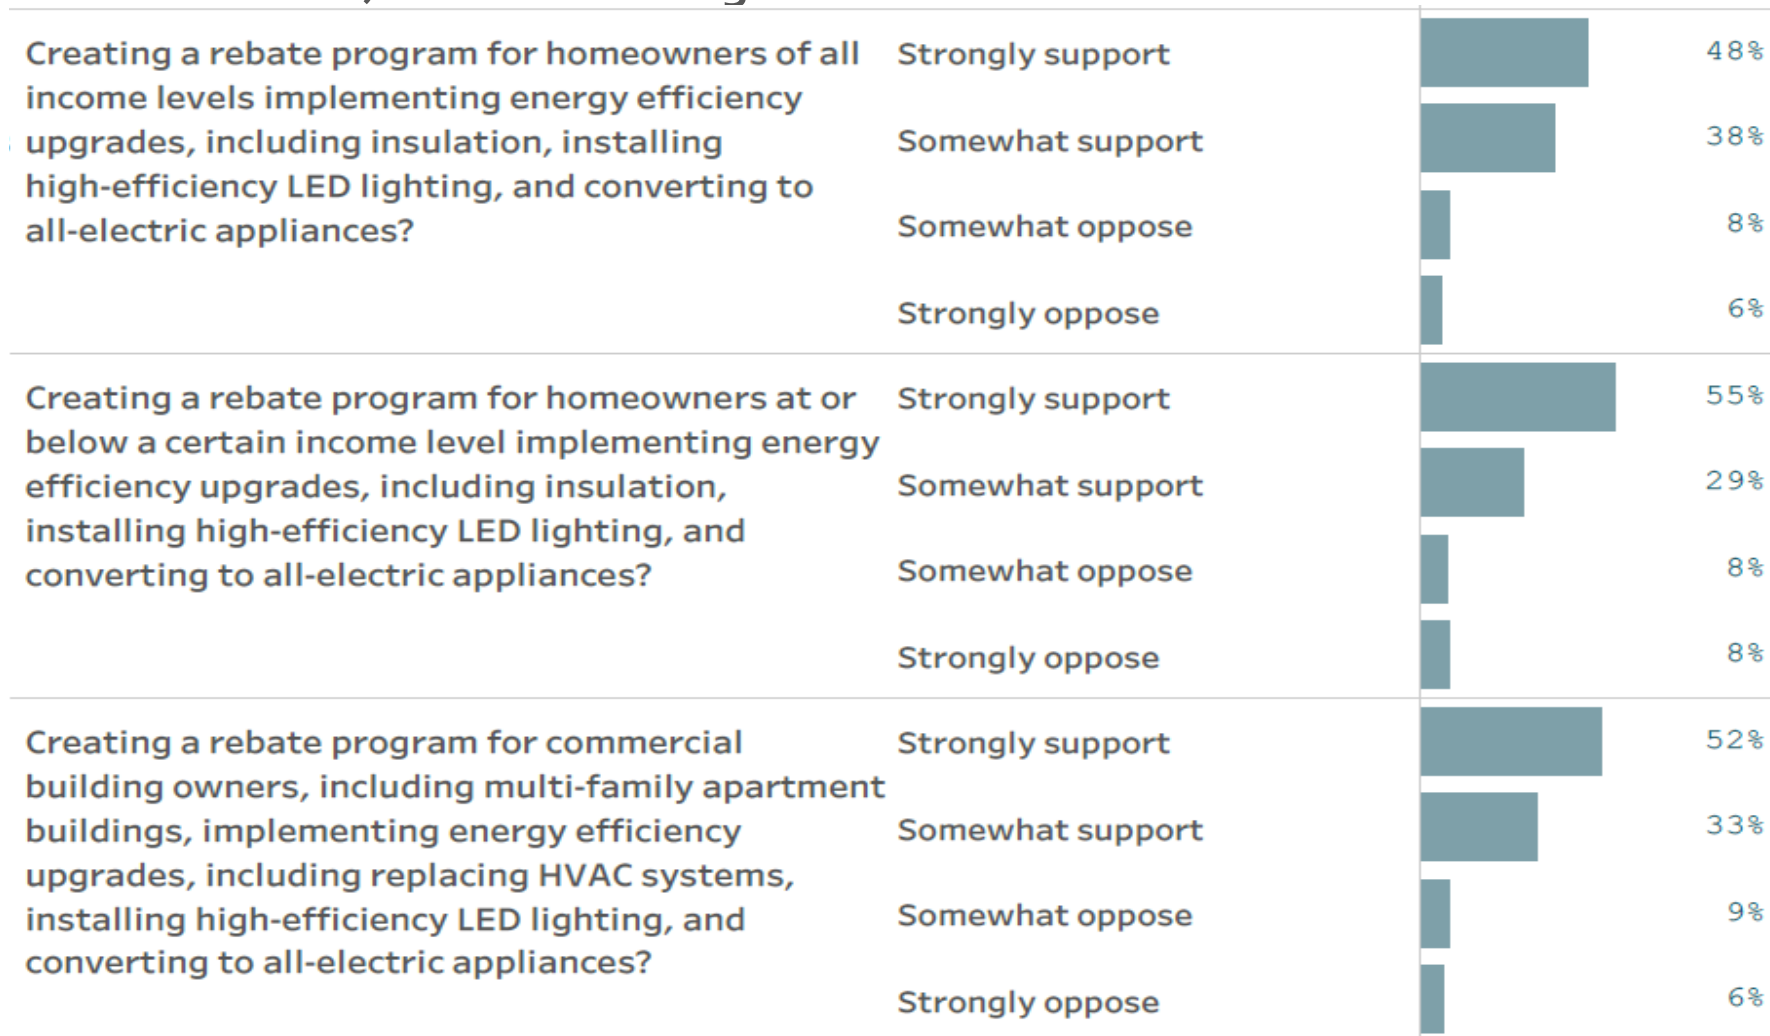 Creating a rebate program for homeowners of all
income levels implementing energy efficiency
upgrades, including insulation, installing
high-efficiency LED lighting, and converting to
all-electric appliances?
Strongly support 48%
Somewhat support 38%
Somewhat oppose 8%
Strongly oppose 6%
Creating a rebate program for homeowners at or
below a certain income level implementing energy
efficiency upgrades, including insulation,
installing high-efficiency LED lighting, and
converting to all-electric appliances?
Strongly support 55%
Somewhat support 29%
Somewhat oppose 8%
Strongly oppose 8%
Creating a rebate program for commercial
building owners, including multi-family apartment
buildings, implementing energy efficiency
upgrades, including replacing HVAC systems,
installing high-efficiency LED lighting, and
converting to all-electric appliances?
Strongly support 52%
Somewhat support 33%
Somewhat oppose 9%
Strongly oppose 6%